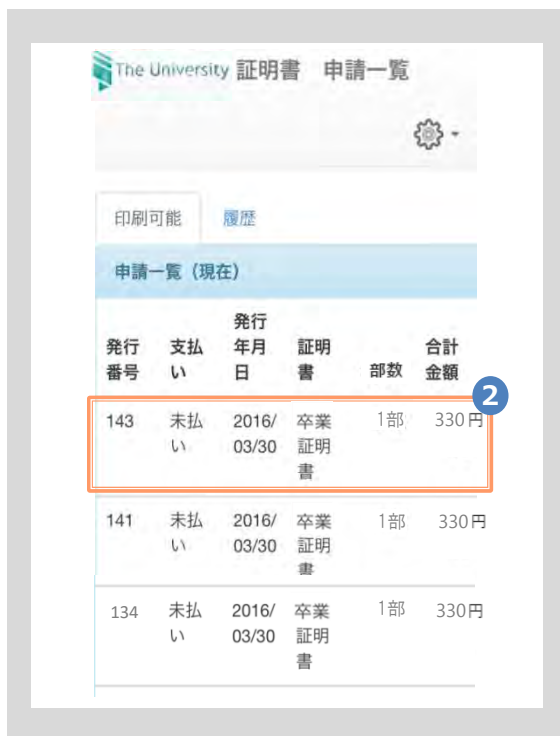 The University 証明書 申請一覧
印刷可能 履歴
申請一覧（現在）
発行番号 支払い 発行年月日 証明書 部数 合計金額
2
143 未払い 2016/03/30 卒業証明書 1部 330円
141 未払い 2016/03/30 卒業証明書 1部 330円
134 未払い 2016/03/30 卒業証明書 1部 330円